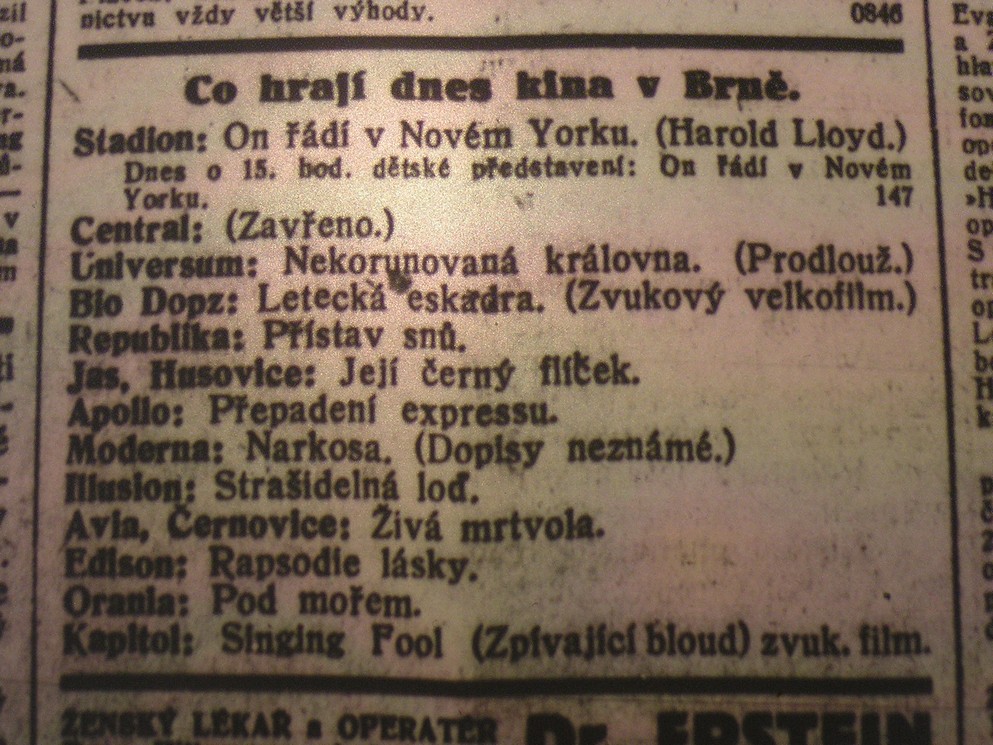 nictvu vždy větší výhody. 0846
Co hrají dnes kina v Brně.
Stadion: On řádí v Novém Yorku. (Harold Lloyd.)
Dnes o 15. hod. dětské představení: On řádí v Novém
Yorku. 147
Central: (Zavřeno.)
Universum: Nekorunovaná královna. (Prodlouž.)
Bio Dopz: Letecká eskadra. (Zvukový velkofilm.)
Republika: Přístav snů.
Jas, Husovice: Její černý flíček.
Apollo: Přepadení expressu.
Moderna: Narkosa. (Dopisy neznámé.)
Illusion: Strašidelná loď.
Avia, Černovice: Živá mrtvola.
Edison: Rapsodie lásky.
Orania: Pod mořem.
Kapitol: Singing Fool (Zpívající bloud) zvuk. film.
ŽENSKÝ LÉKAŘ a OPERATÉR Dr. EPSTEIN